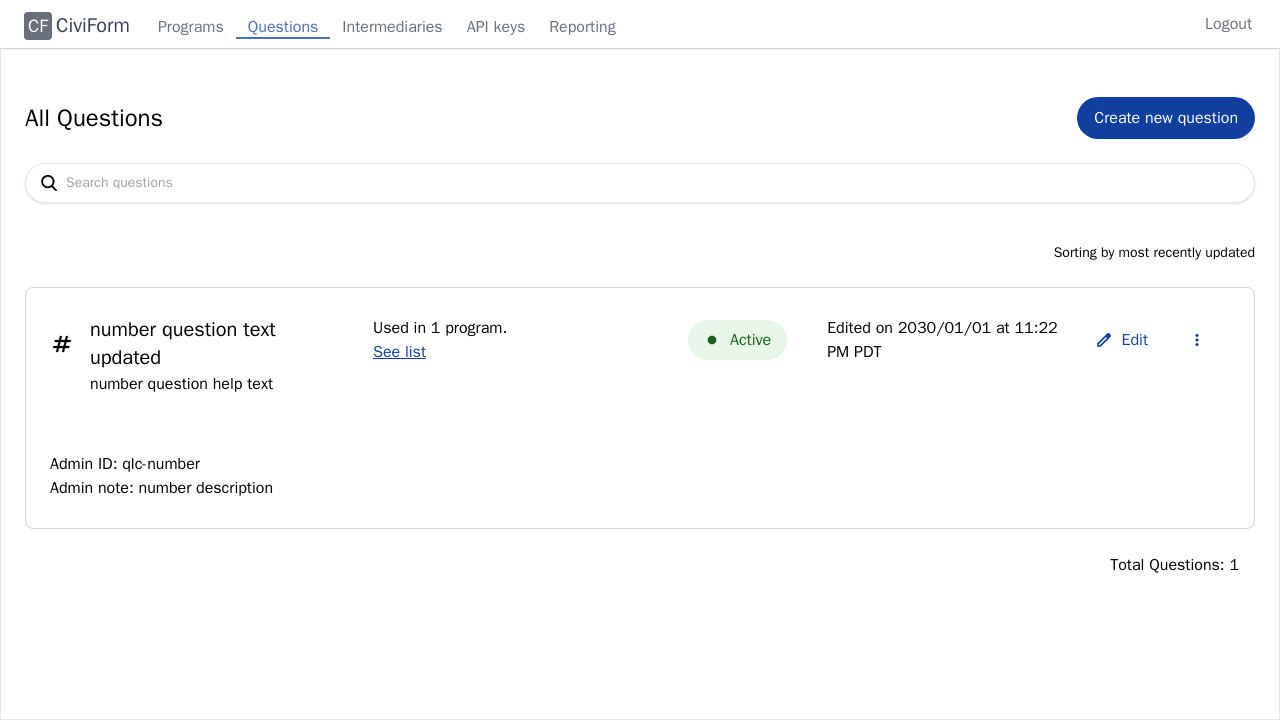 CF CiviForm Programs Questions Intermediaries API keys Reporting Logout
All Questions Create new question
Search questions
Sorting by most recently updated
number question text
updated
number question help text
Used in 1 program.
See list
Active
Edited on 2030/01/01 at 11:22
PM PDT
Edit
Admin ID: qlc-number
Admin note: number description
Total Questions: 1